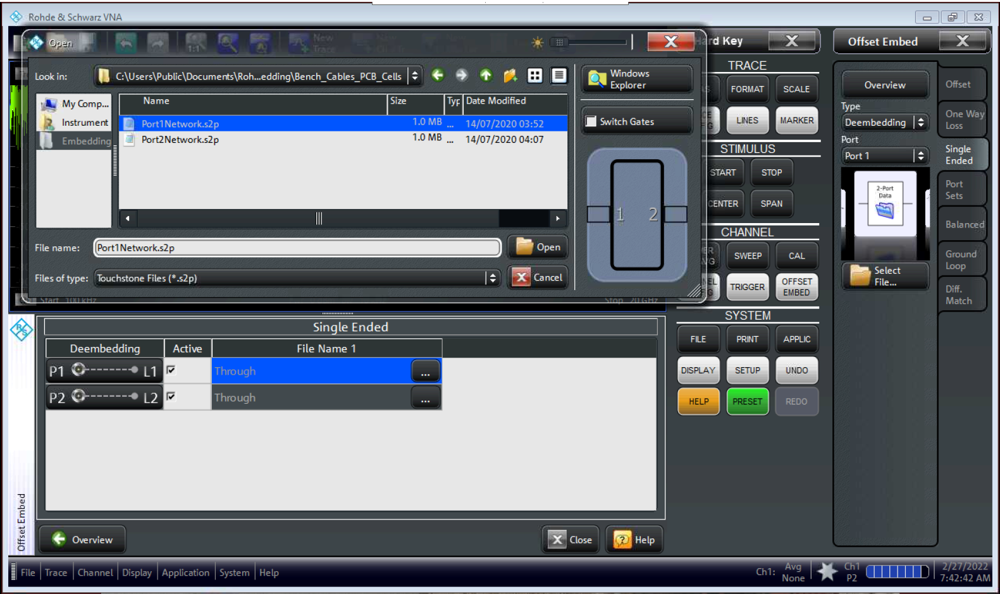 Rohde & Schwarz VNA
Open
New
Trace
1:1
Look in:
C:\Users\Public\Documents\Roh...edding\Bench_Cables_PCB_Cells
My Comp...
Instrument
Embedding
Name
Size
Typ
Date Modified
Port1Network.s2p
1.0 MB
...
14/07/2020 03:52
Port2Network.s2p
1.0 MB
...
14/07/2020 04:07
File name:
Port1Network.s2p
Open
Files of type:
Touchstone Files (*.s2p)
Cancel
Windows
Explorer
Switch Gates
1
2
Start 100 kHz
Stop 20 GHz
Single Ended
Deembedding
Active
File Name 1
P1
L1
Through
...
P2
L2
Through
...
Offset Embed
Overview
Close
Help
rd Key
TRACE
FORMAT
SCALE
LINES
MARKER
STIMULUS
START
STOP
CENTER
SPAN
CHANNEL
SWEEP
CAL
TRIGGER
OFFSET
EMBED
SYSTEM
FILE
PRINT
APPLIC
DISPLAY
SETUP
UNDO
HELP
PRESET
REDO
Offset Embed
Overview
Type
Deembedding
Port
Port 1
2-Port
Data
Select
File...
Offset
One Way
Loss
Single
Ended
Port
Sets
Balanced
Ground
Loop
Diff.
Match
File
Trace
Channel
Display
Application
System
Help
Ch1:
Avg
None
Ch1
P2
2/27/2022
7:42:42 AM